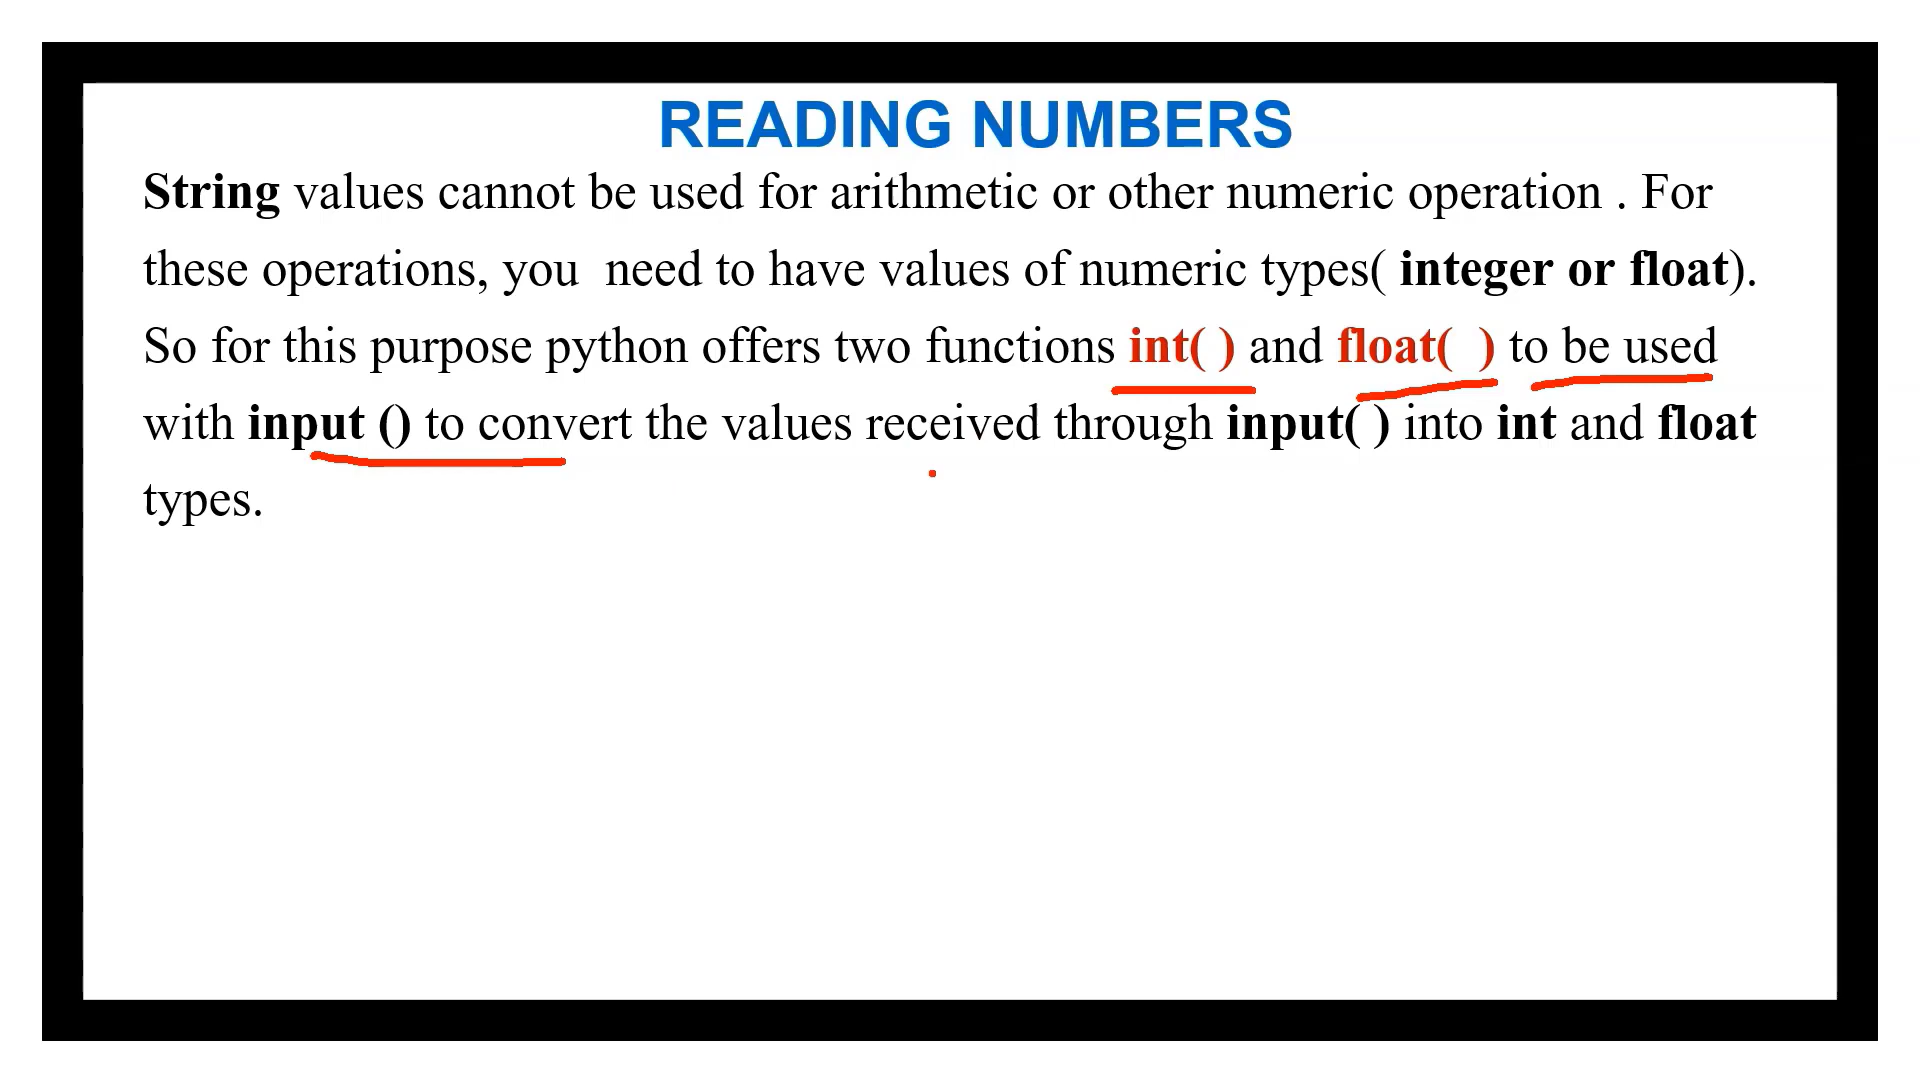 READING NUMBERS
String values cannot be used for arithmetic or other numeric operation . For
these operations, you  need to have values of numeric types( integer or float).
So for this purpose python offers two functions int( ) and float(  ) to be used
with input () to convert the values received through input( ) into int and float
types.